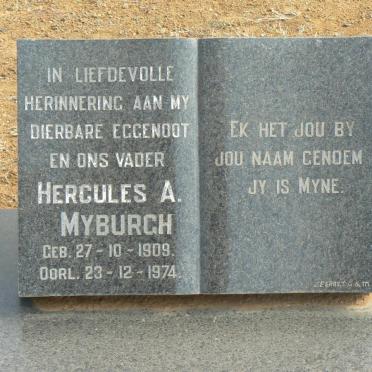 IN LIEFDEVOLLE
HERINNERING AAN MY
DIERBARE EGGENOOT
EN ONS VADER
HERCULES A.
MYBURGH
GEB. 27-10-1909.
OORL. 23-12-1974.
EK HET JOU BY
JOU NAAM GENOEM
JY IS MYNE.